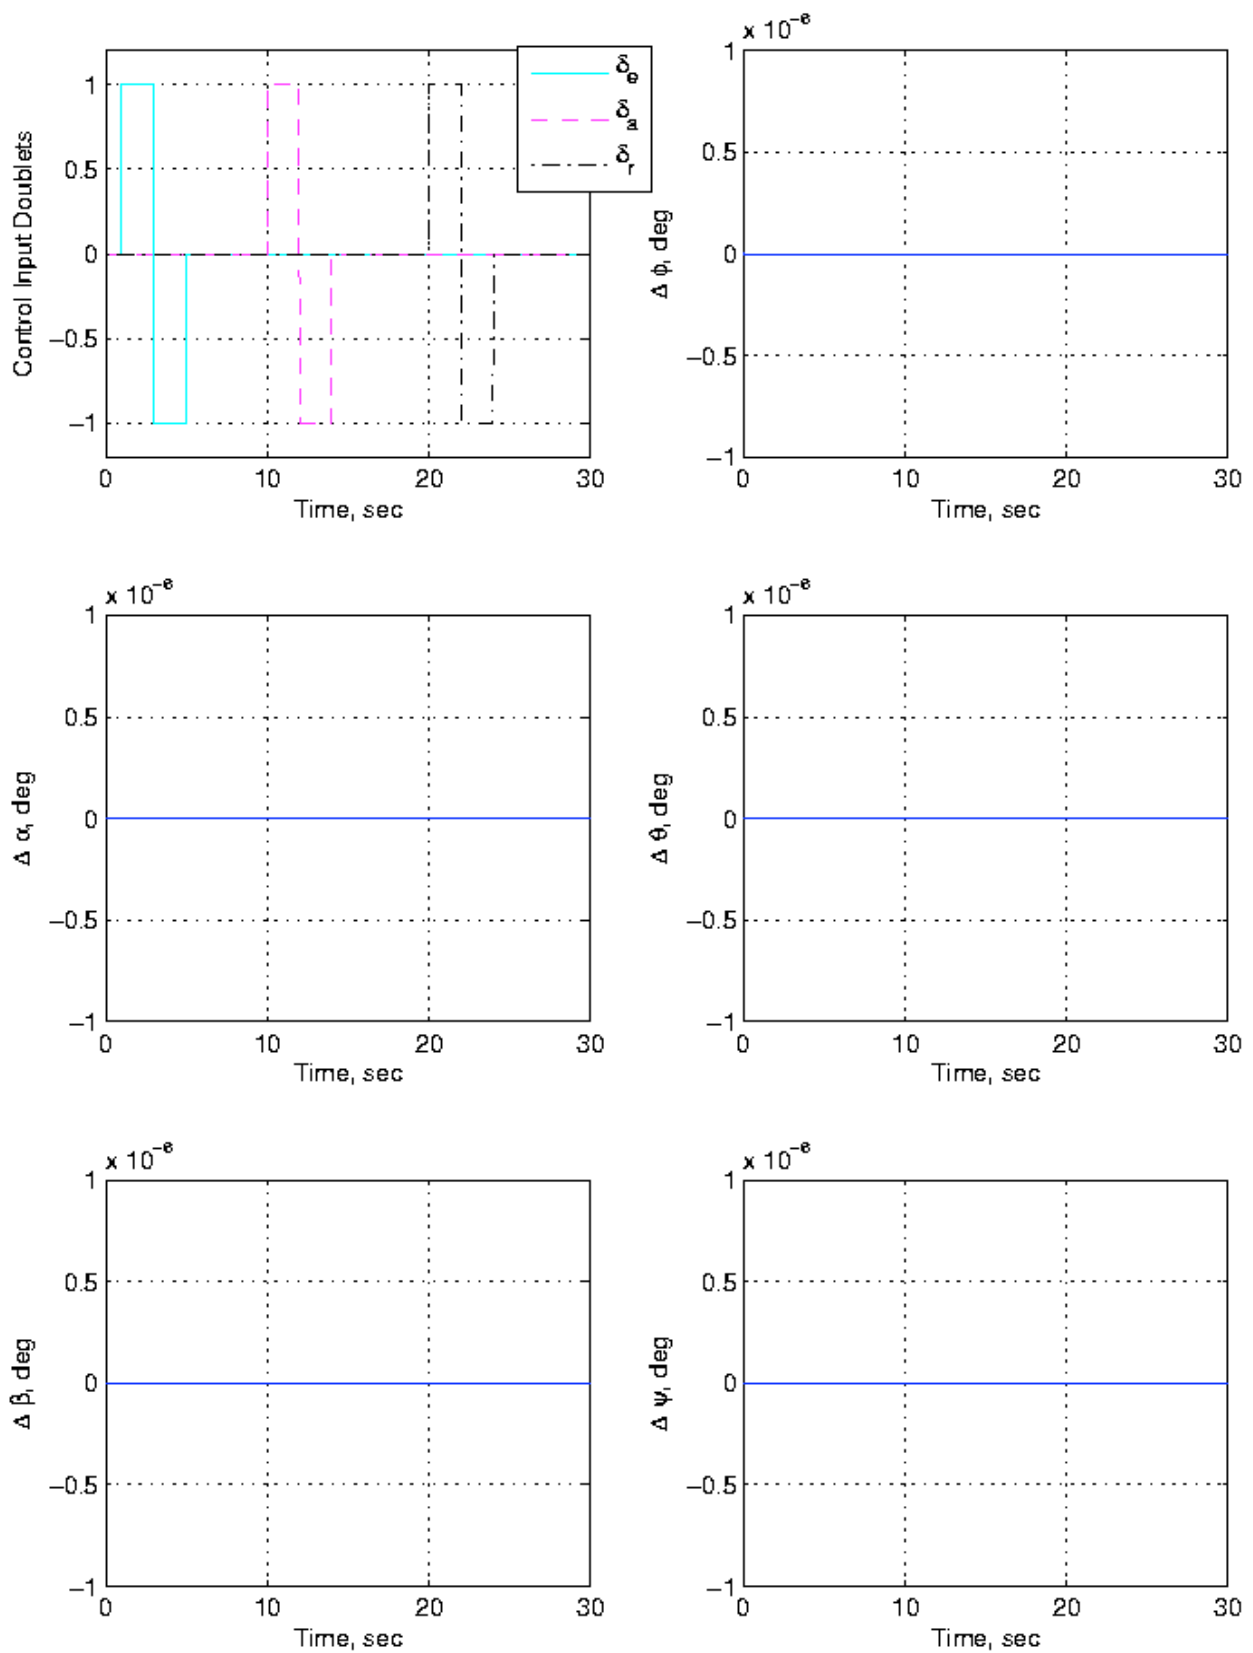 Control Input Doublets
1
0.5
0
−0.5
−1
0 10 20 30
Time, sec
δe
δa
δr
x 10−6
Δ ϕ, deg
1
0.5
0
−0.5
−1
0 10 20 30
Time, sec
x 10−6
Δ α, deg
1
0.5
0
−0.5
−1
0 10 20 30
Time, sec
x 10−6
Δ θ, deg
1
0.5
0
−0.5
−1
0 10 20 30
Time, sec
x 10−6
Δ β, deg
1
0.5
0
−0.5
−1
0 10 20 30
Time, sec
x 10−6
Δ ψ, deg
1
0.5
0
−0.5
−1
0 10 20 30
Time, sec